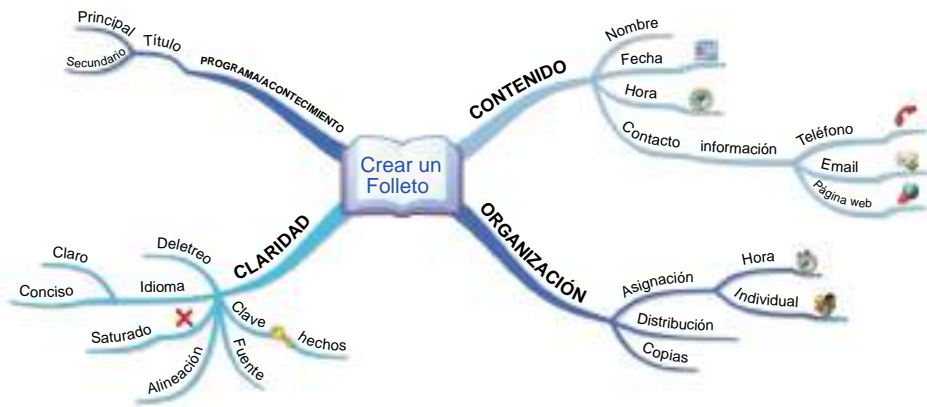 Crear un
Folleto
PROGRAMA/ACONTECIMIENTO
Título
Principal
Secundario
CONTENIDO
Nombre
Fecha
Hora
Contacto información
Teléfono
Email
Página web
ORGANIZACIÓN
Asignación
Hora
Individual
Distribución
Copias
CLARIDAD
Deletreo
Idioma
Claro
Conciso
Saturado
Alineación
Fuente
Clave hechos